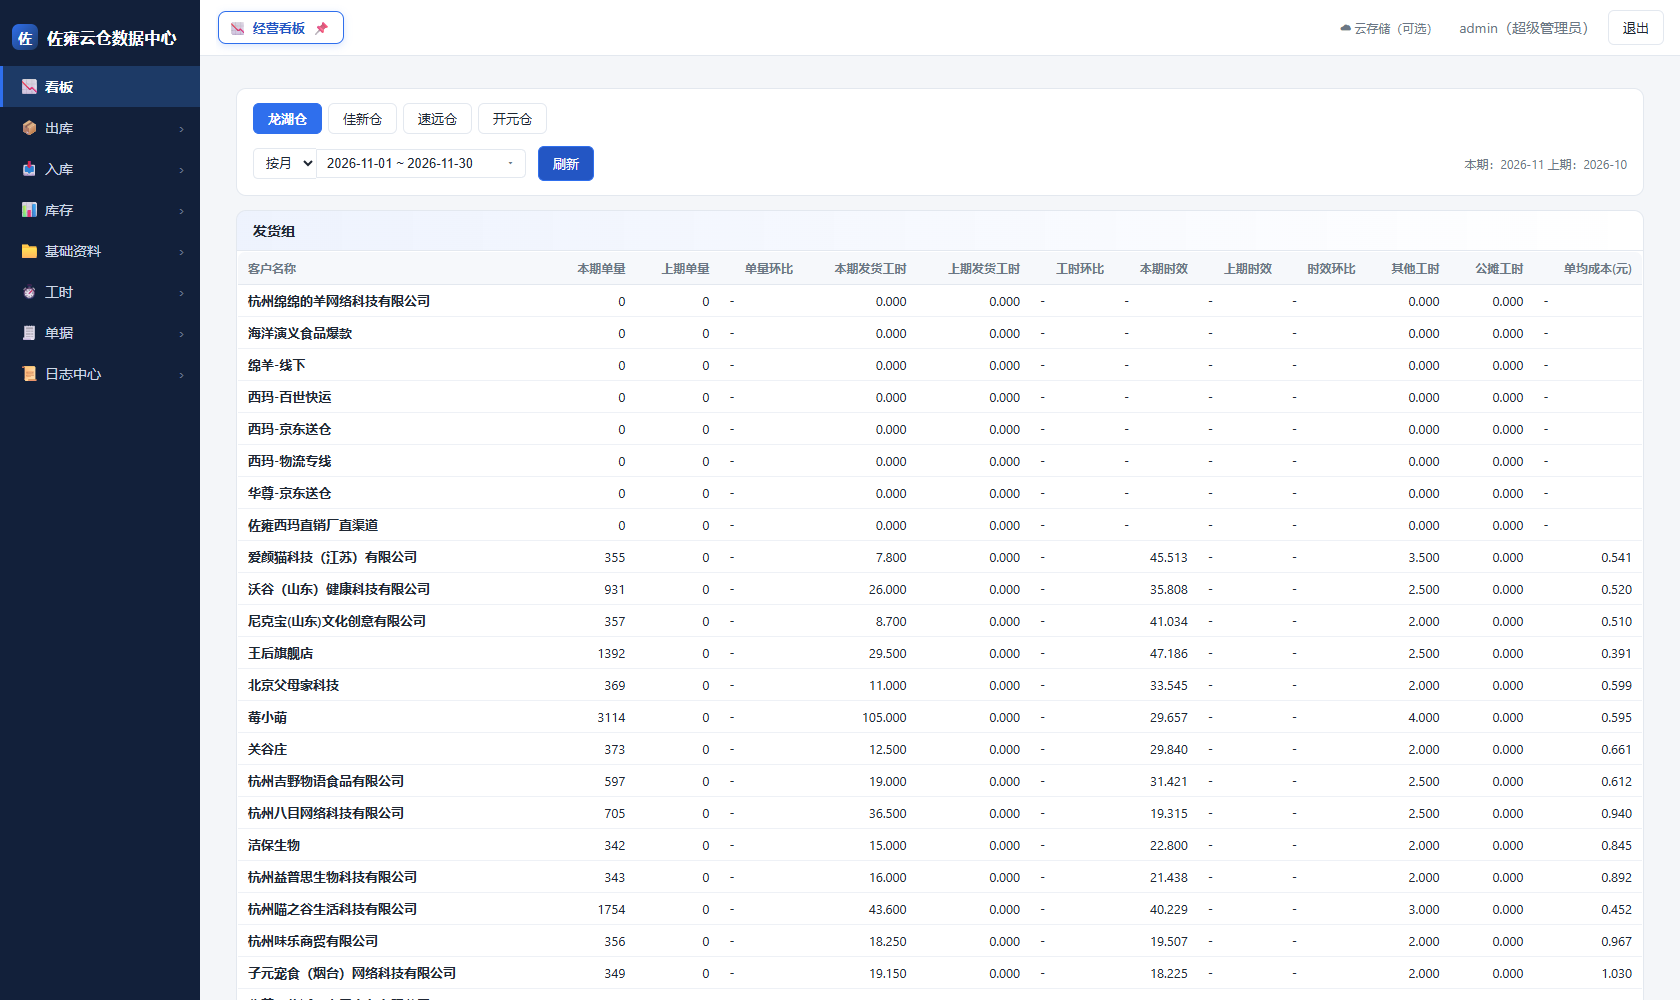 佐 佐雍云仓数据中心
看板
出库
入库
库存
基础资料
工时
单据
日志中心
经营看板
云存储（可选） admin（超级管理员） 退出
龙湖仓 佳新仓 速远仓 开元仓
按月 2026-11-01 ~ 2026-11-30 刷新 本期：2026-11 上期：2026-10
发货组
客户名称 本期单量 上期单量 单量环比 本期发货工时 上期发货工时 工时环比 本期时效 上期时效 时效环比 其他工时 公摊工时 单均成本(元)
杭州绵绵的羊网络科技有限公司 0 0 - 0.000 0.000 - - - - 0.000 0.000 -
海洋演义食品爆款 0 0 - 0.000 0.000 - - - - 0.000 0.000 -
绵羊-线下 0 0 - 0.000 0.000 - - - - 0.000 0.000 -
西玛-百世快运 0 0 - 0.000 0.000 - - - - 0.000 0.000 -
西玛-京东送仓 0 0 - 0.000 0.000 - - - - 0.000 0.000 -
西玛-物流专线 0 0 - 0.000 0.000 - - - - 0.000 0.000 -
华尊-京东送仓 0 0 - 0.000 0.000 - - - - 0.000 0.000 -
佐雍西玛直销厂直渠道 0 0 - 0.000 0.000 - - - - 0.000 0.000 -
爱颜猫科技（江苏）有限公司 355 0 - 7.800 0.000 - 45.513 - - 3.500 0.000 0.541
沃谷（山东）健康科技有限公司 931 0 - 26.000 0.000 - 35.808 - - 2.500 0.000 0.520
尼克宝(山东)文化创意有限公司 357 0 - 8.700 0.000 - 41.034 - - 2.000 0.000 0.510
王后旗舰店 1392 0 - 29.500 0.000 - 47.186 - - 2.500 0.000 0.391
北京父母家科技 369 0 - 11.000 0.000 - 33.545 - - 2.000 0.000 0.599
莓小萌 3114 0 - 105.000 0.000 - 29.657 - - 4.000 0.000 0.595
关谷庄 373 0 - 12.500 0.000 - 29.840 - - 2.000 0.000 0.661
杭州吉野物语食品有限公司 597 0 - 19.000 0.000 - 31.421 - - 2.500 0.000 0.612
杭州八目网络科技有限公司 705 0 - 36.500 0.000 - 19.315 - - 2.500 0.000 0.940
洁保生物 342 0 - 15.000 0.000 - 22.800 - - 2.000 0.000 0.845
杭州益普思生物科技有限公司 343 0 - 16.000 0.000 - 21.438 - - 2.000 0.000 0.892
杭州喵之谷生活科技有限公司 1754 0 - 43.600 0.000 - 40.229 - - 3.000 0.000 0.452
杭州味乐商贸有限公司 356 0 - 18.250 0.000 - 19.507 - - 2.000 0.000 0.967
子元宠食（烟台）网络科技有限公司 349 0 - 19.150 0.000 - 18.225 - - 2.000 0.000 1.030